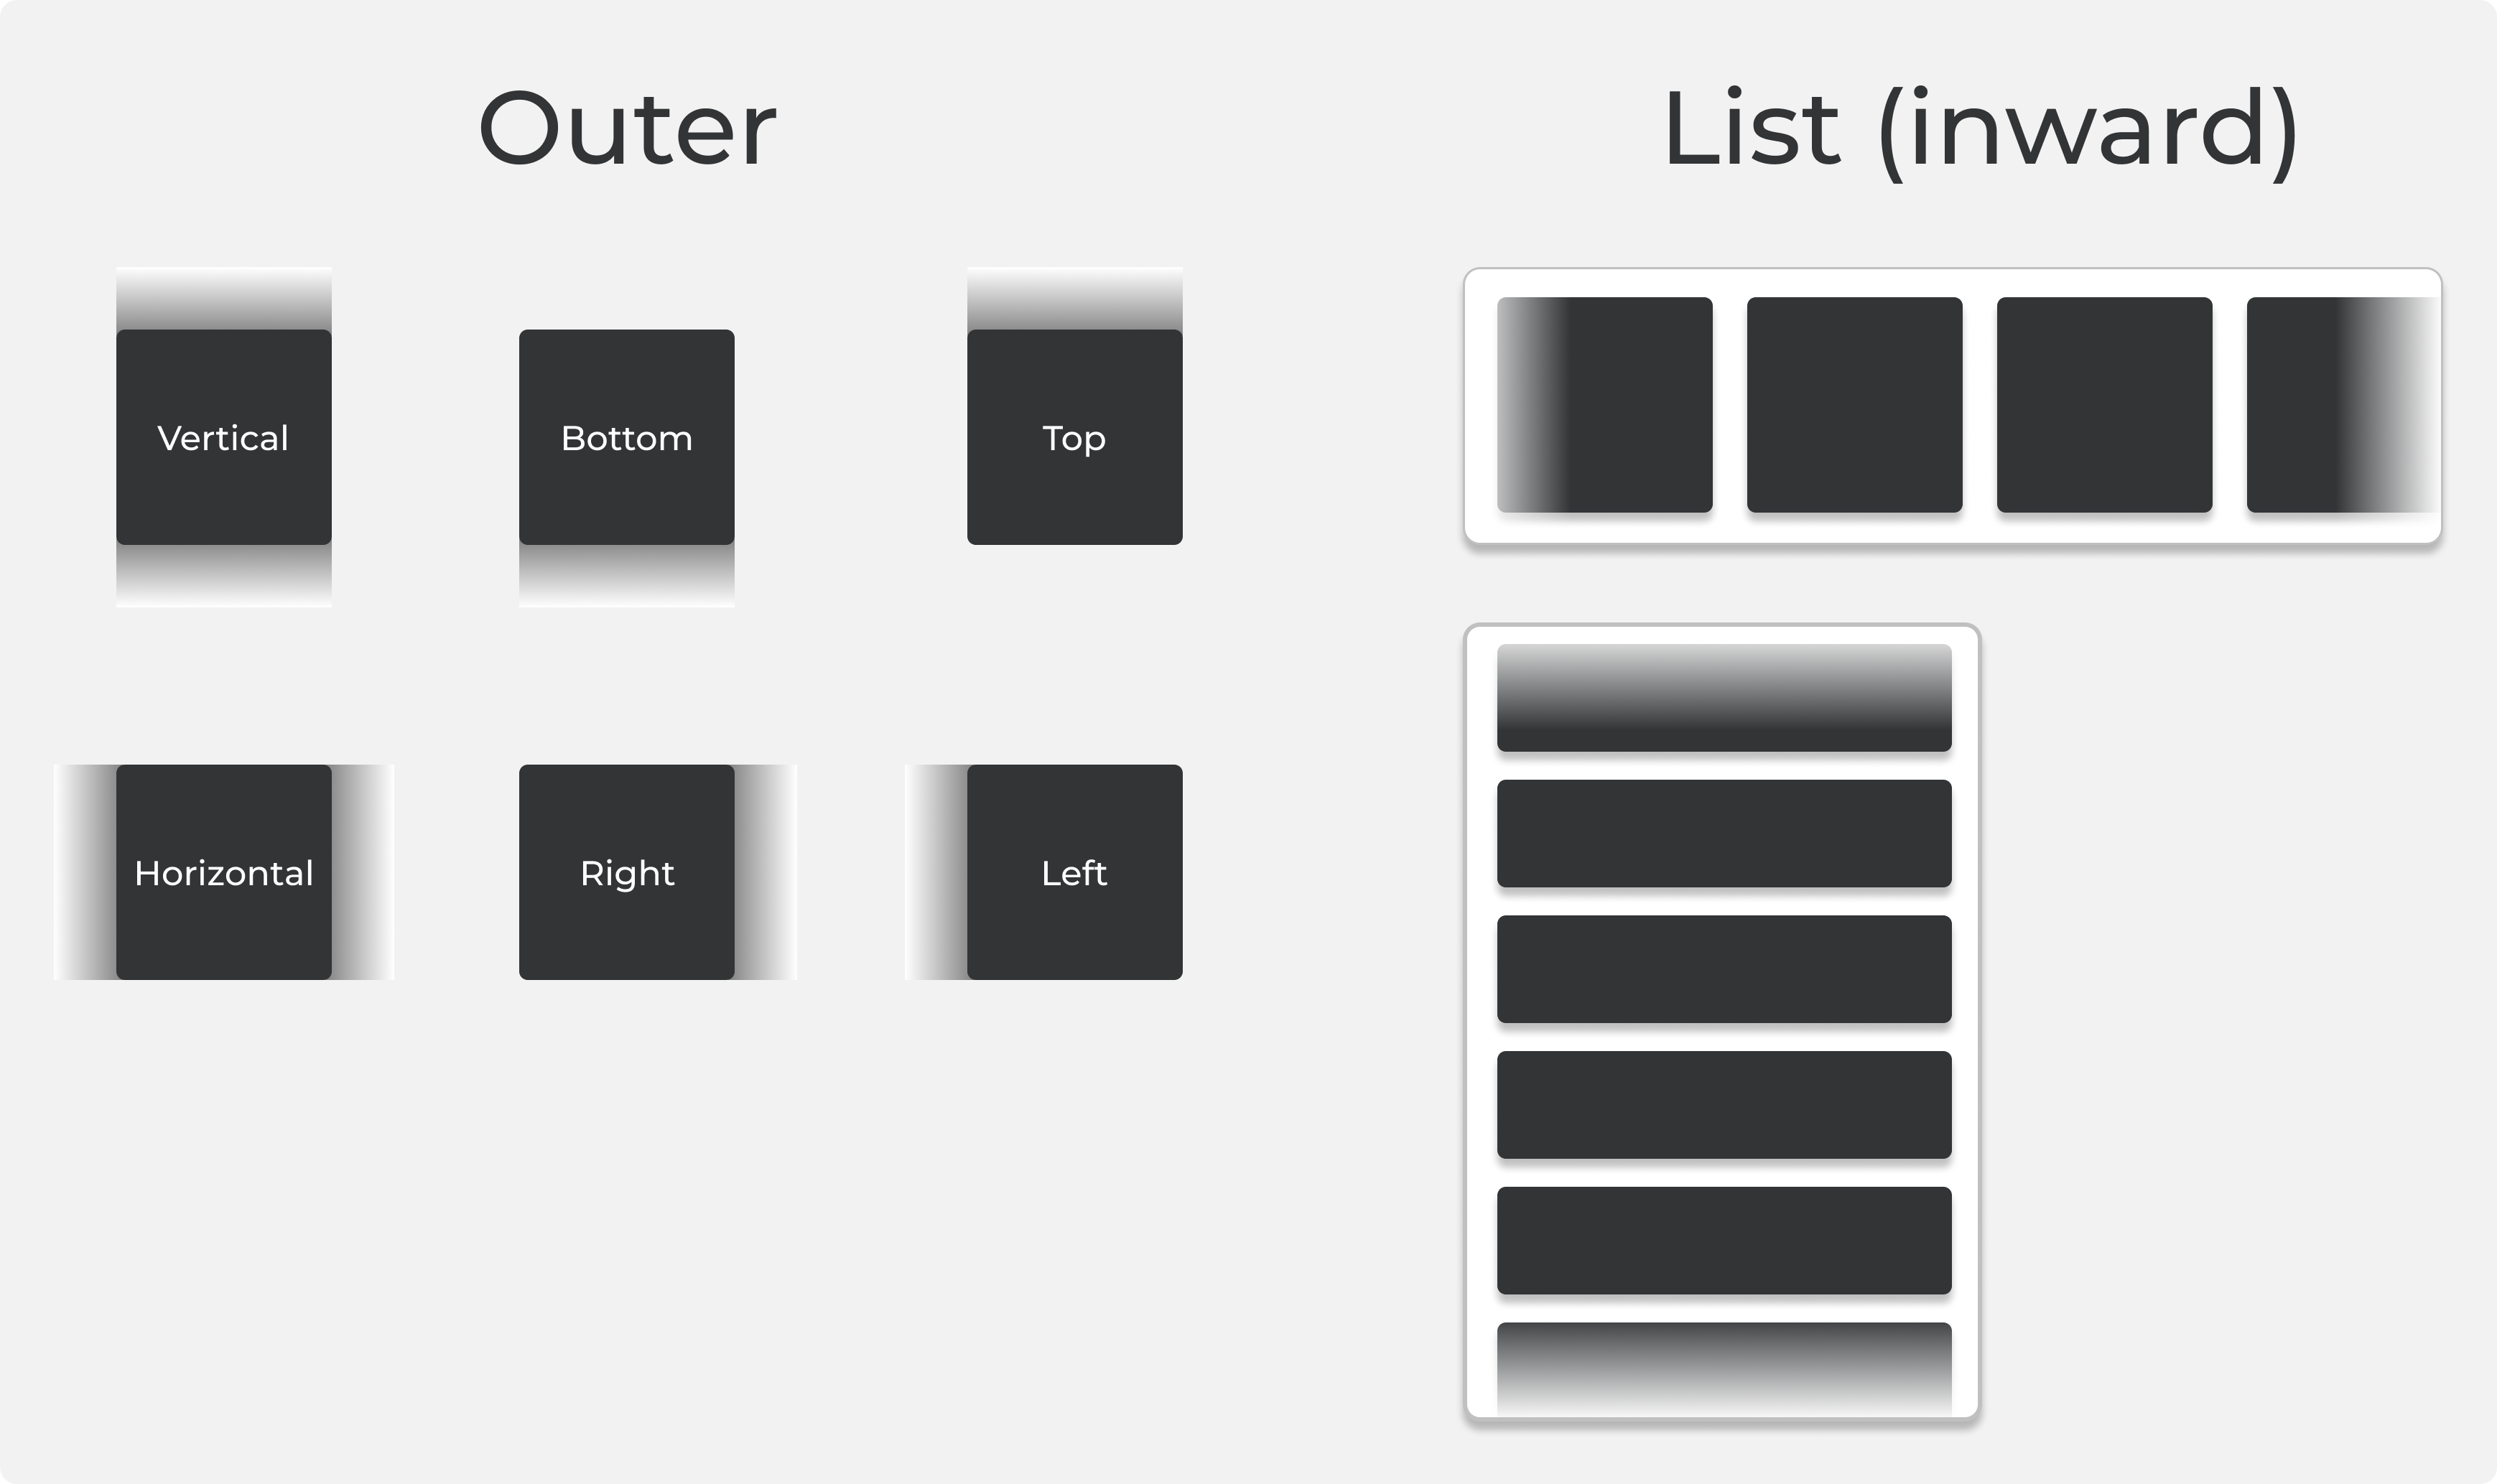 Outer
List (inward)
Vertical
Bottom
Top
Horizontal
Right
Left